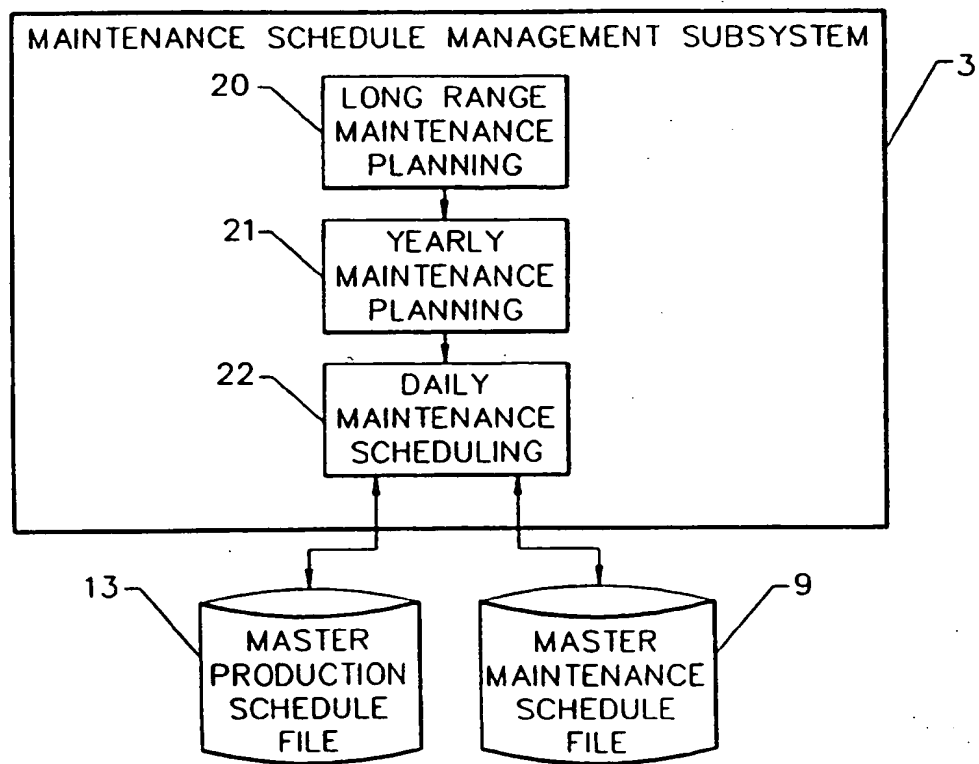 MAINTENANCE SCHEDULE MANAGEMENT SUBSYSTEM
3
20
LONG RANGE
MAINTENANCE
PLANNING
21
YEARLY
MAINTENANCE
PLANNING
22
DAILY
MAINTENANCE
SCHEDULING
13
MASTER
PRODUCTION
SCHEDULE
FILE
9
MASTER
MAINTENANCE
SCHEDULE
FILE